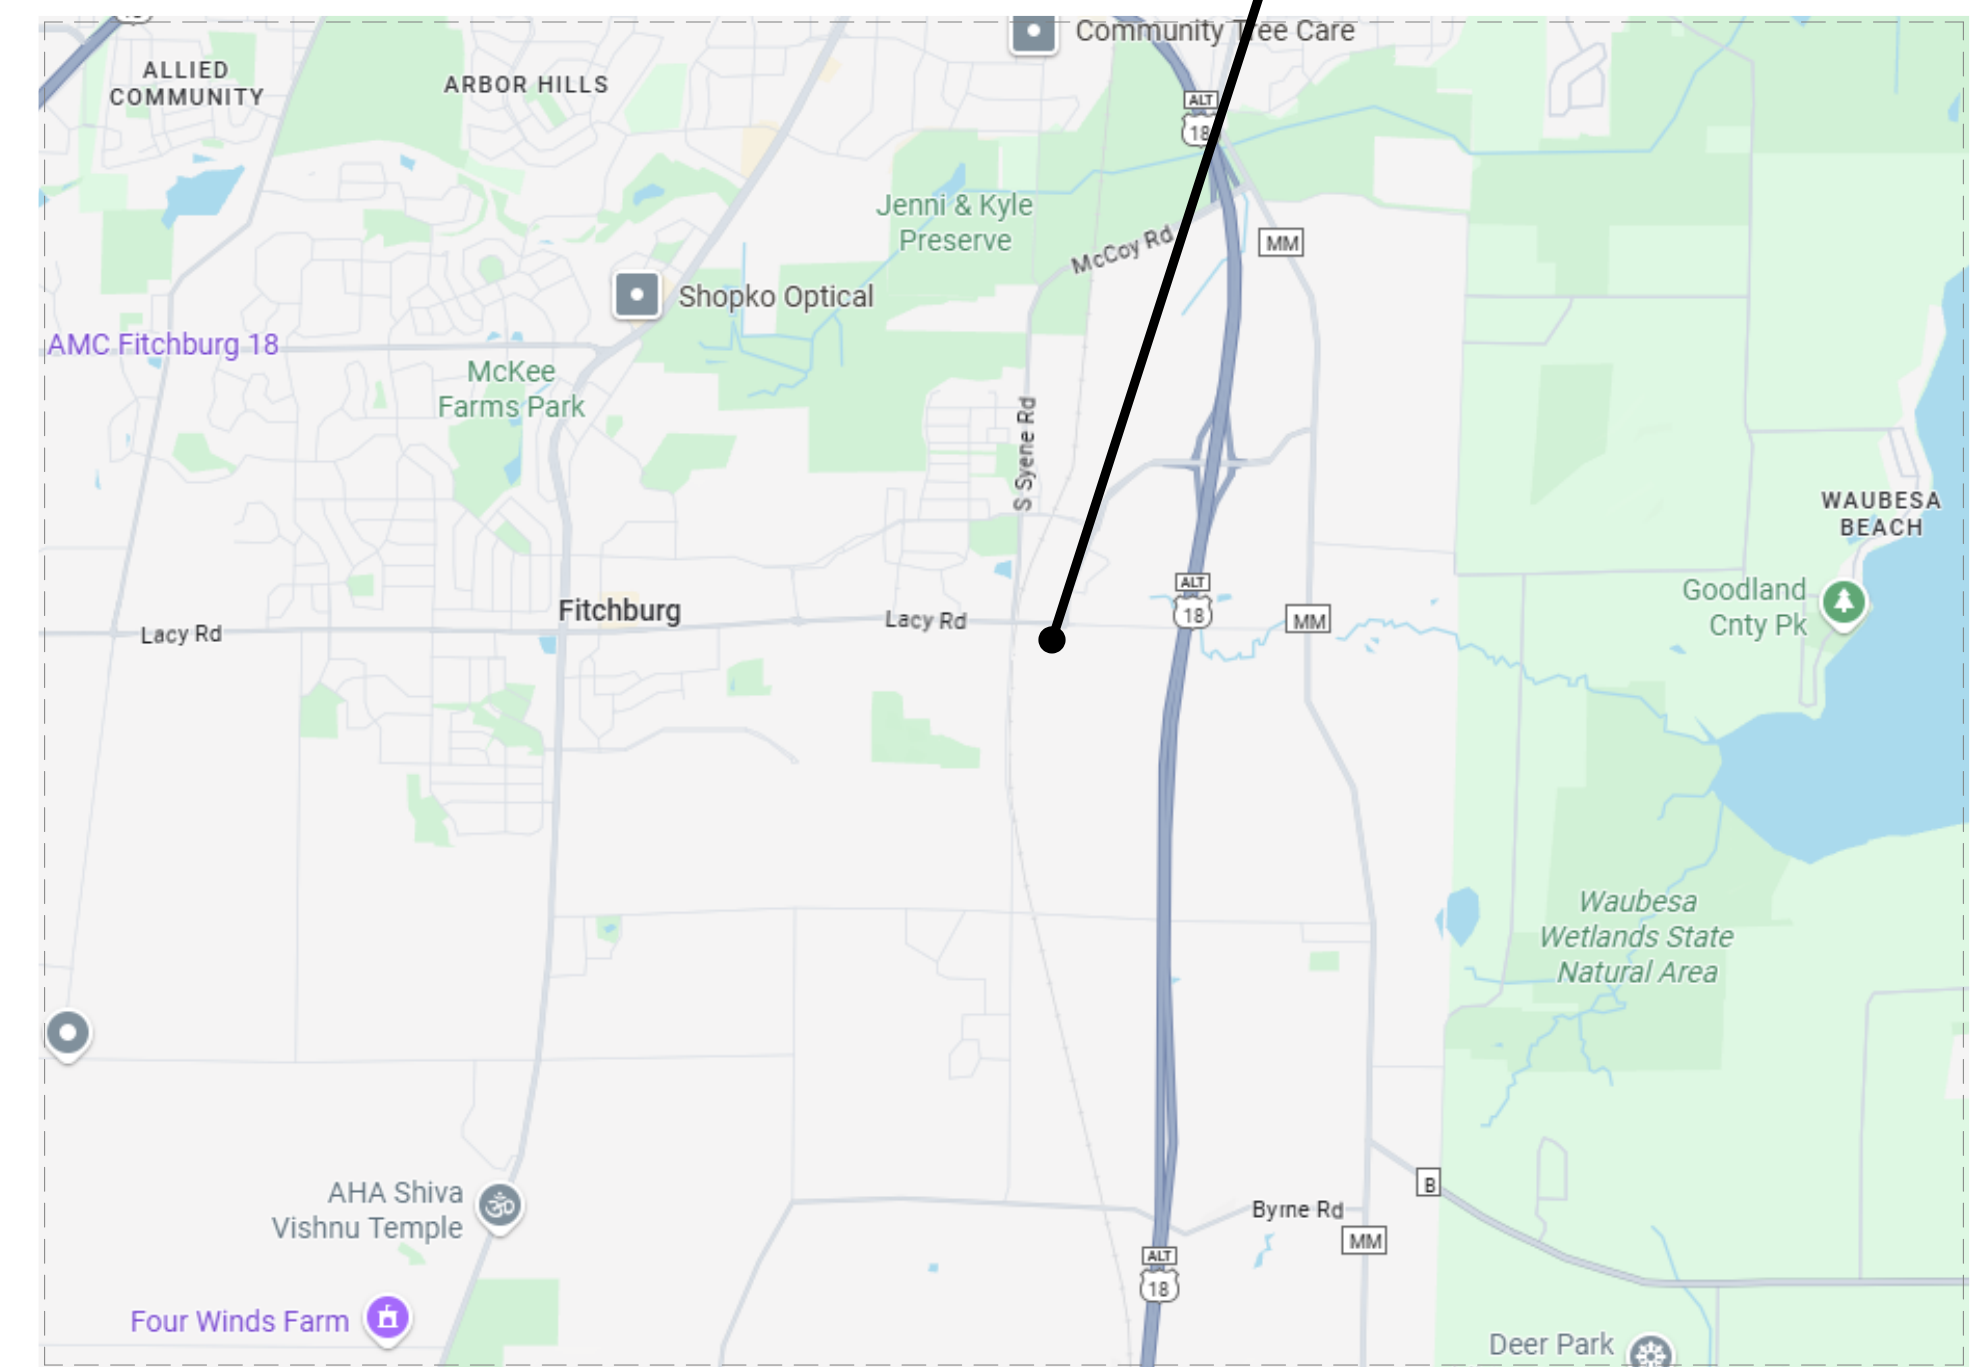 Community Tree Care
ALLIED
COMMUNITY
ARBOR HILLS
ALT
18
Jenni & Kyle
Preserve
McCoy Rd
MM
Shopko Optical
AMC Fitchburg 18
McKee
Farms Park
S Syene Rd
WAUBESA
BEACH
ALT
18
Goodland
Cnty Pk
Fitchburg
Lacy Rd
MM
Lacy Rd
Waubesa
Wetlands State
Natural Area
B
AHA Shiva
Vishnu Temple
Byrne Rd
MM
ALT
18
Four Winds Farm
Deer Park